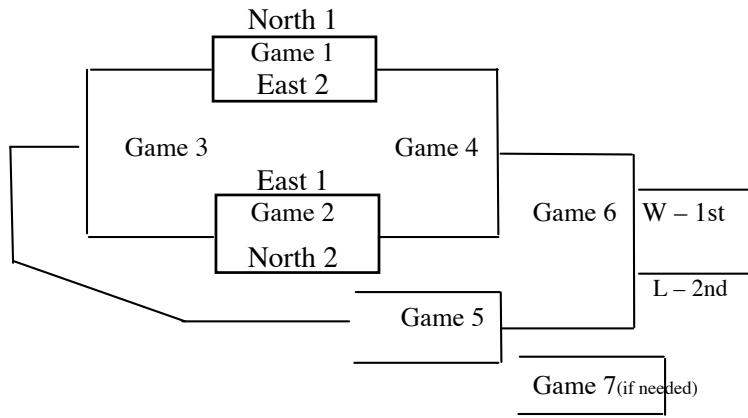 North 1
Game 1
East 2
Game 3
Game 4
East 1
Game 2
North 2
Game 6
W – 1st
L – 2nd
Game 5
Game 7(if needed)